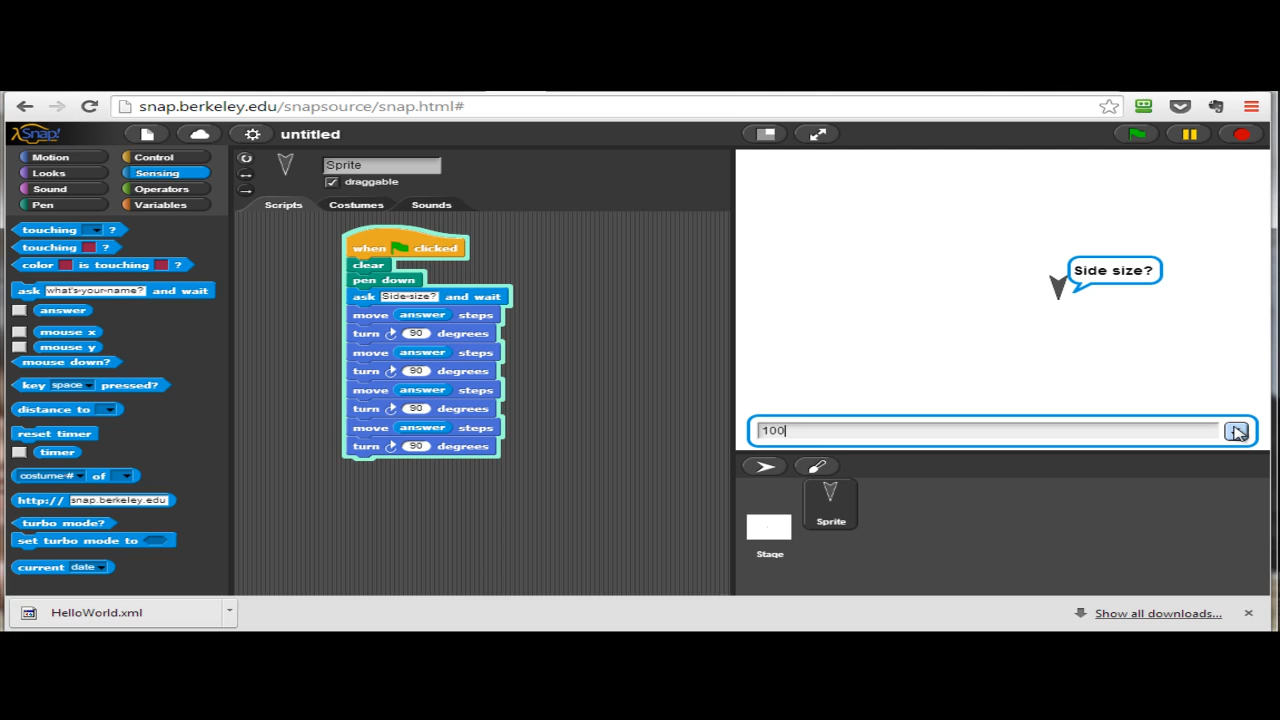 snap.berkeley.edu/snapsource/snap.html#
Snap!
untitled
Motion
Control
Looks
Sensing
Sound
Operators
Pen
Variables
touching ?
touching ?
color is touching ?
ask what's-your-name? and wait
answer
mouse x
mouse y
mouse down?
key space pressed?
distance to
reset timer
timer
costume-# of
http:// snap.berkeley.edu
turbo mode?
set turbo mode to
current date
Sprite
draggable
Scripts
Costumes
Sounds
when clicked
clear
pen down
ask Side-size? and wait
move answer steps
turn 90 degrees
move answer steps
turn 90 degrees
move answer steps
turn 90 degrees
move answer steps
turn 90 degrees
Side size?
100
Sprite
Stage
HelloWorld.xml
Show all downloads...